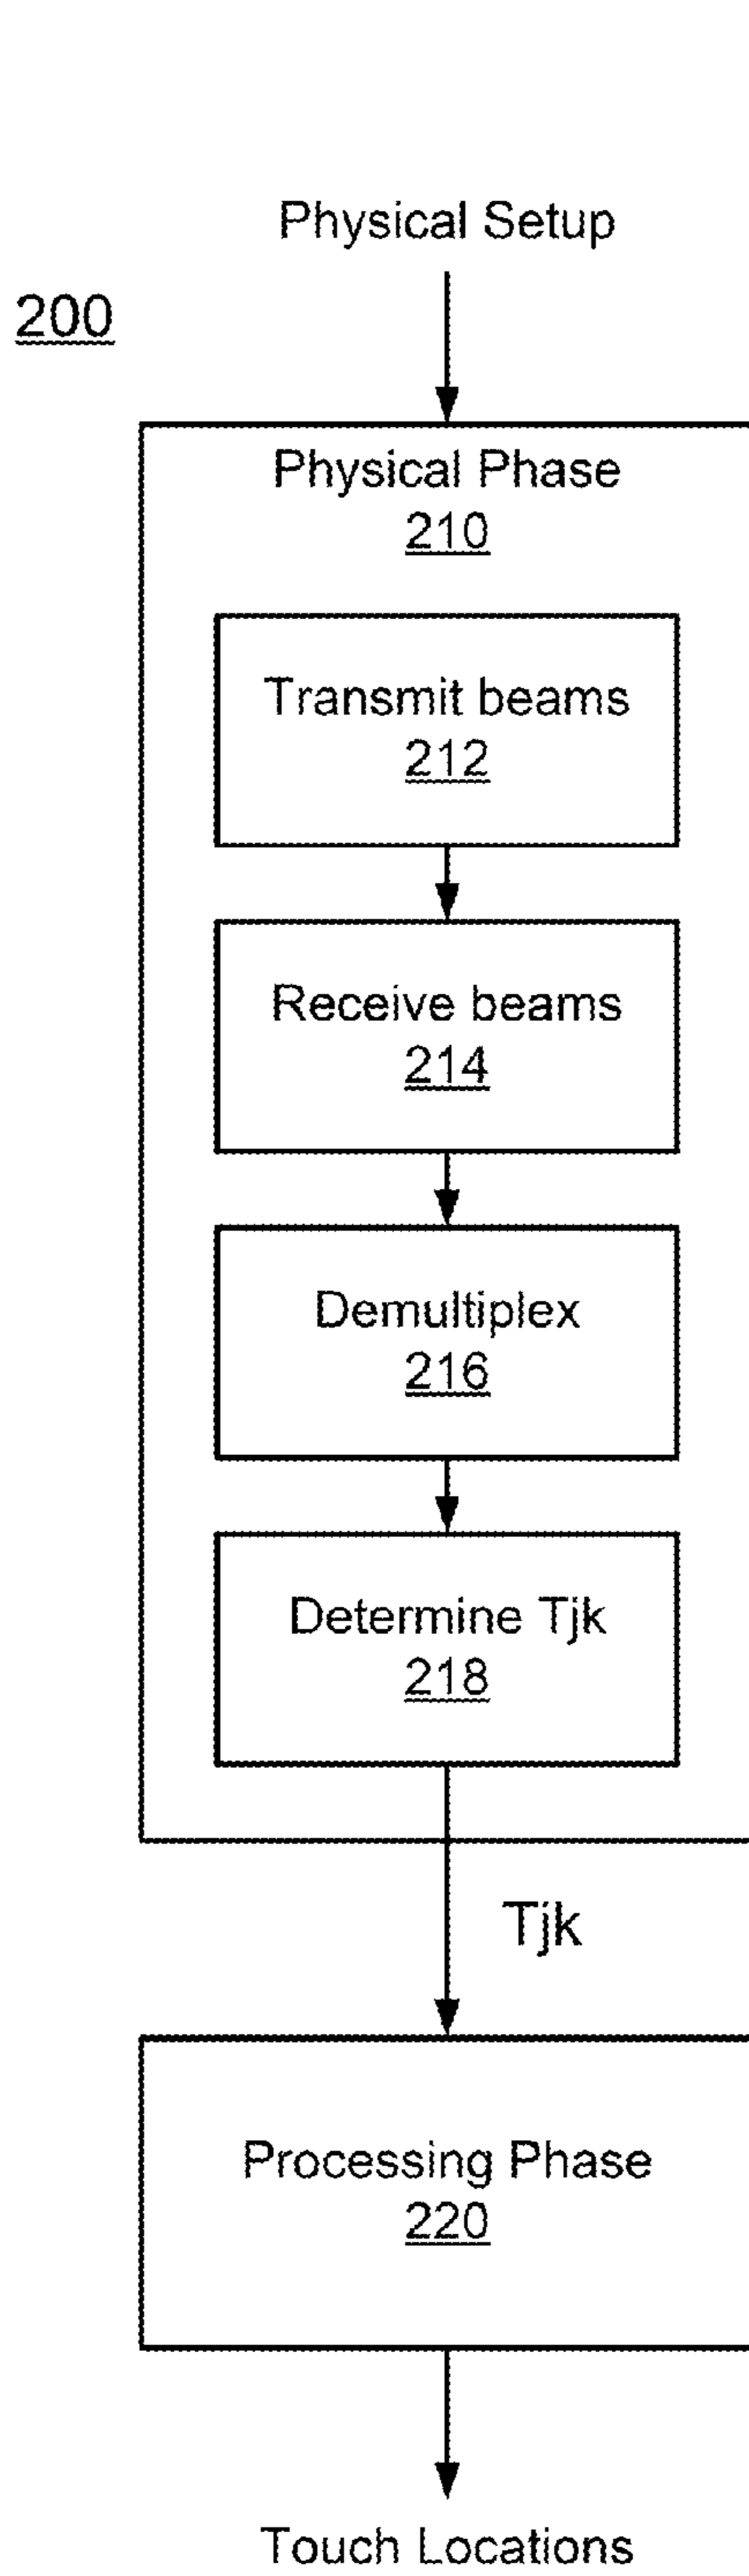 Physical Setup
200
Physical Phase
210
Transmit beams
212
Receive beams
214
Demultiplex
216
Determine Tjk
218
Tjk
Processing Phase
220
Touch Locations